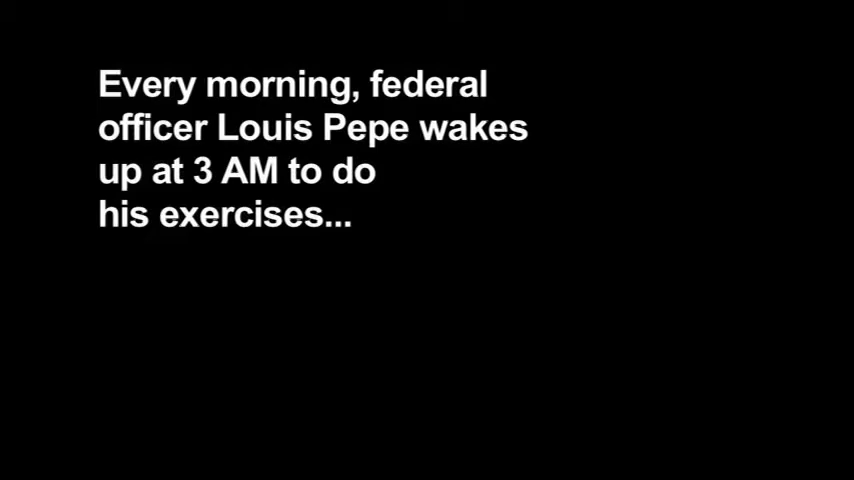 Every morning, federal
officer Louis Pepe wakes
up at 3 AM to do
his exercises...